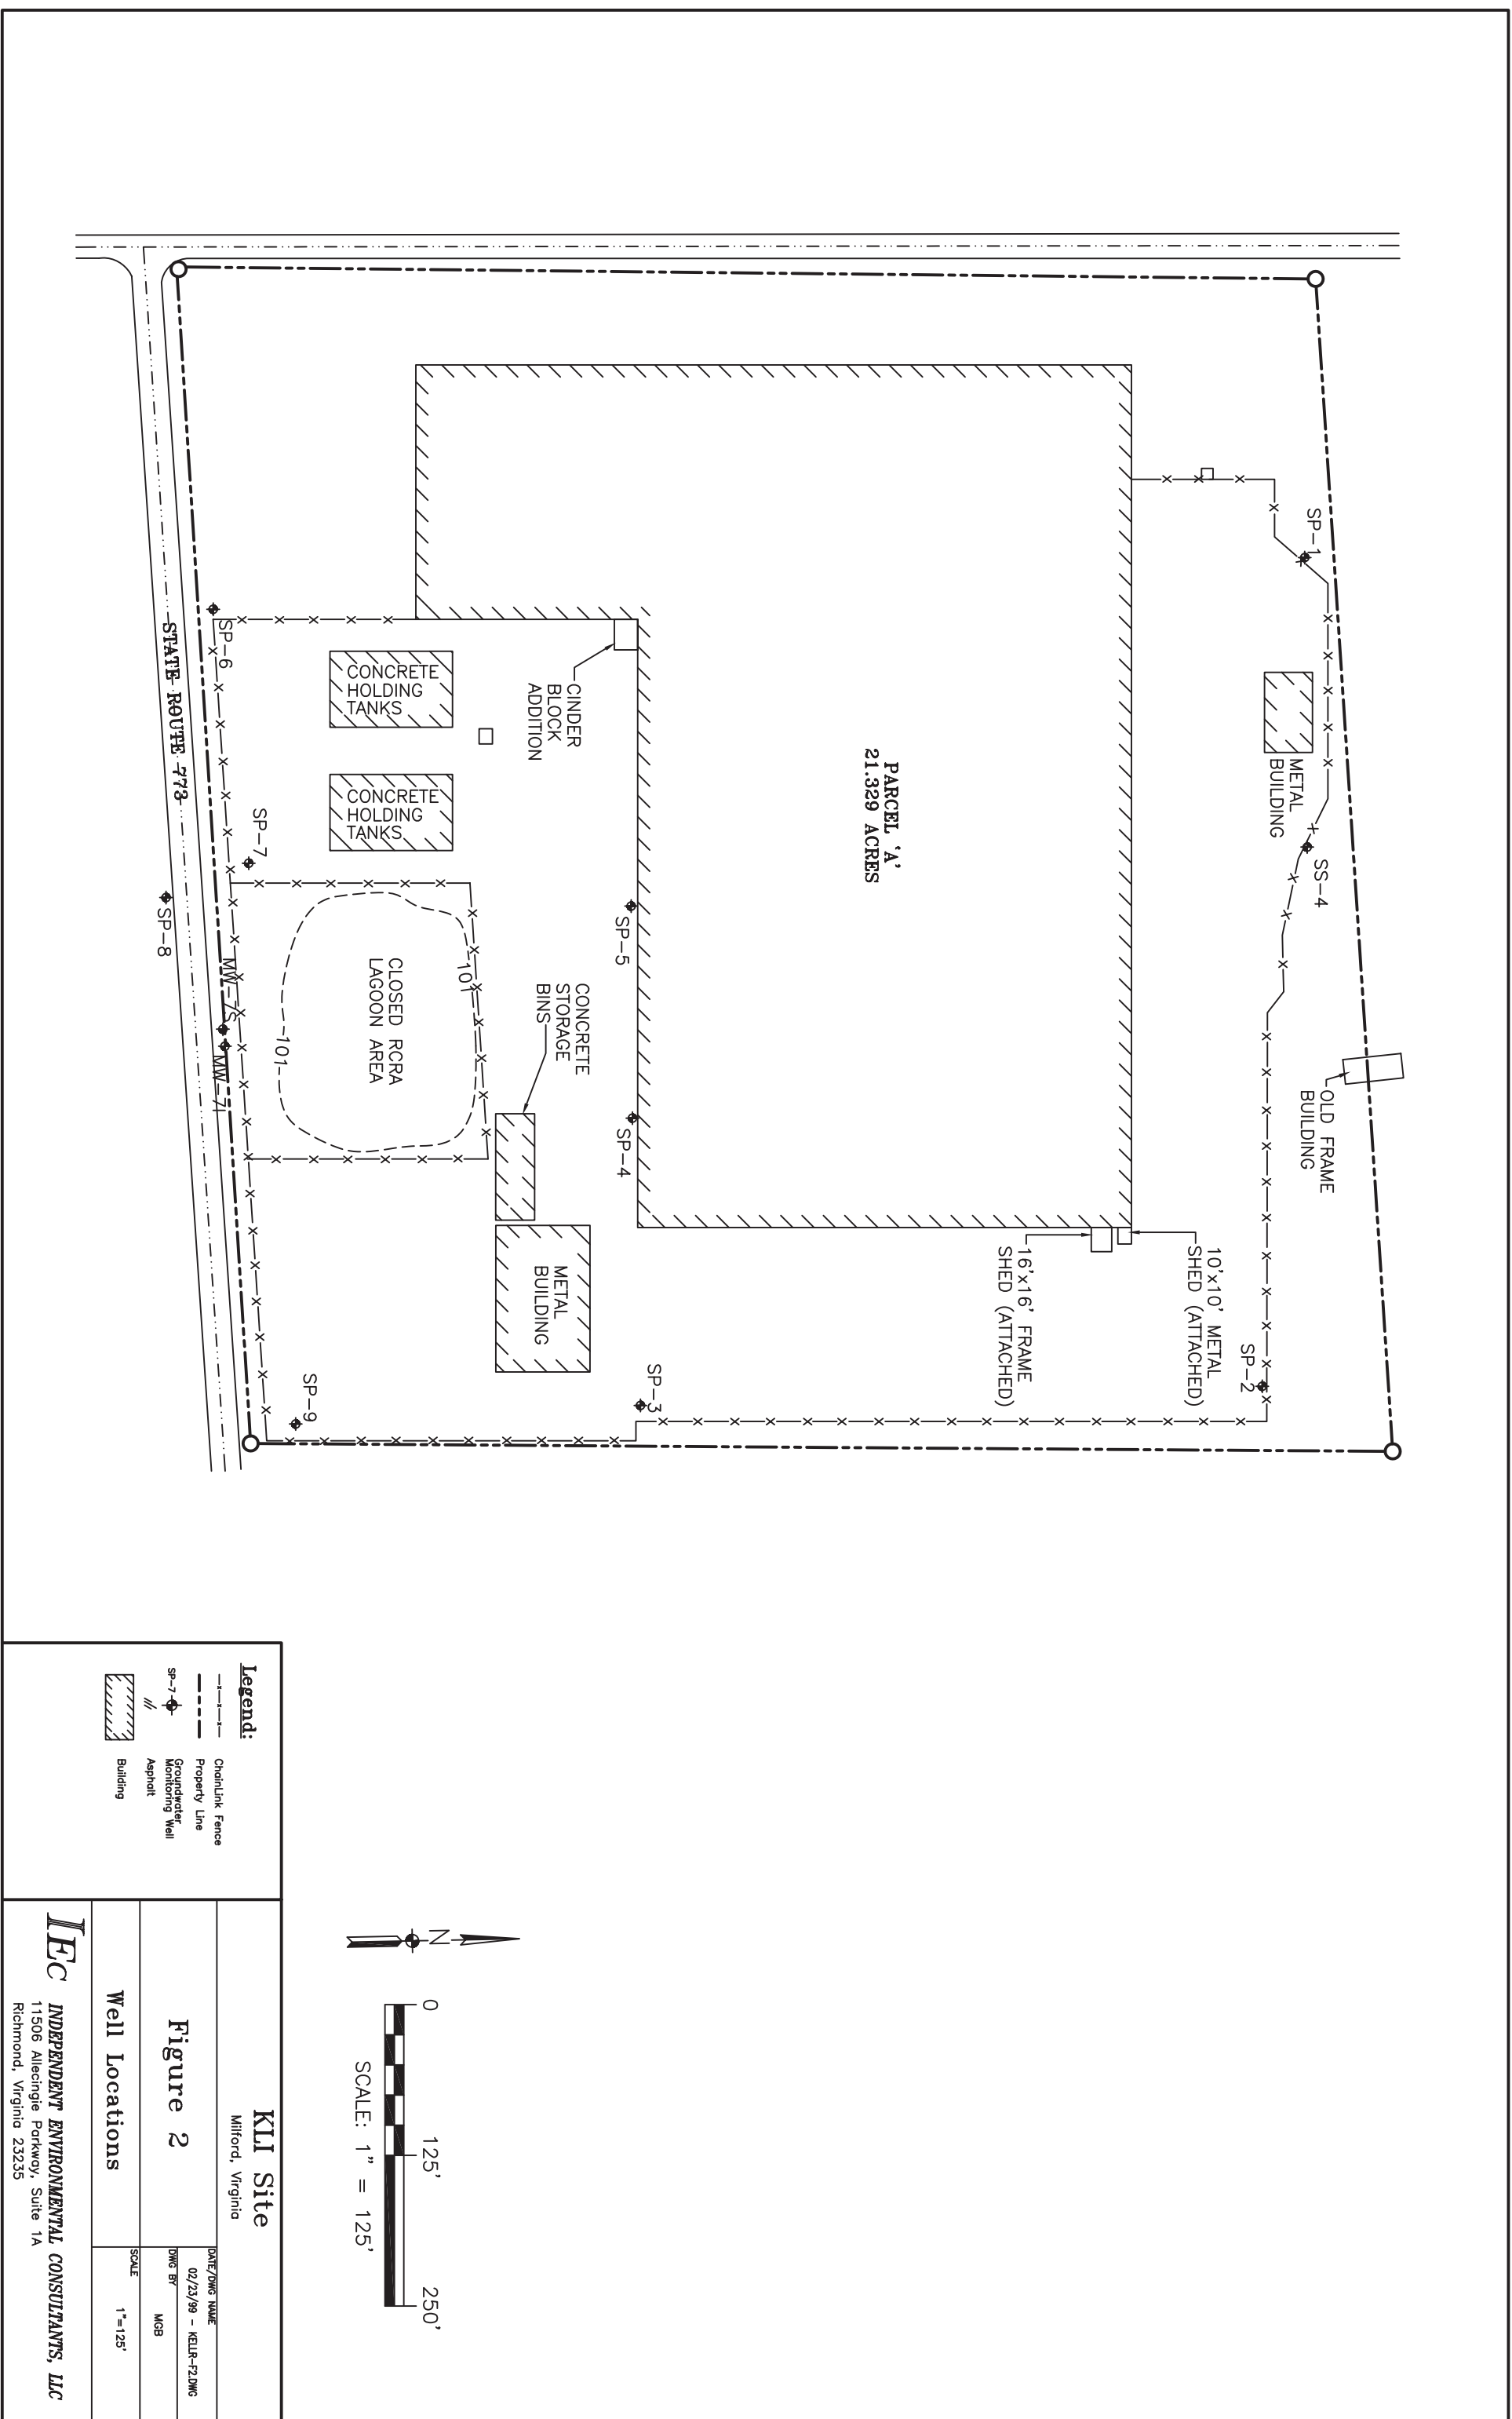 SP-1
METAL
BUILDING
SS-4
OLD FRAME
BUILDING
10'x10' METAL
SHED (ATTACHED)
SP-2
16'x16' FRAME
SHED (ATTACHED)
PARCEL 'A'
21.329 ACRES
SP-3
SP-5
SP-4
CINDER
BLOCK
ADDITION
CONCRETE
STORAGE
BINS
METAL
BUILDING
CONCRETE
HOLDING
TANKS
CONCRETE
HOLDING
TANKS
101
CLOSED RCRA
LAGOON AREA
101
SP-9
SP-7
SP-6
MW-7S
MW-7I
STATE ROUTE 773
SP-8
N
0
125'
250'
SCALE: 1" = 125'
Legend:
ChainLink Fence
Property Line
SP-7
Groundwater
Monitoring Well
Asphalt
Building
KLI Site
Milford, Virginia
Figure 2
DATE/DWG NAME
02/23/99 - KELLR-F2.DWG
DWG BY
MGB
Well Locations
SCALE
1"=125'
IEC INDEPENDENT ENVIRONMENTAL CONSULTANTS, LLC
11506 Allecingie Parkway, Suite 1A
Richmond, Virginia 23235